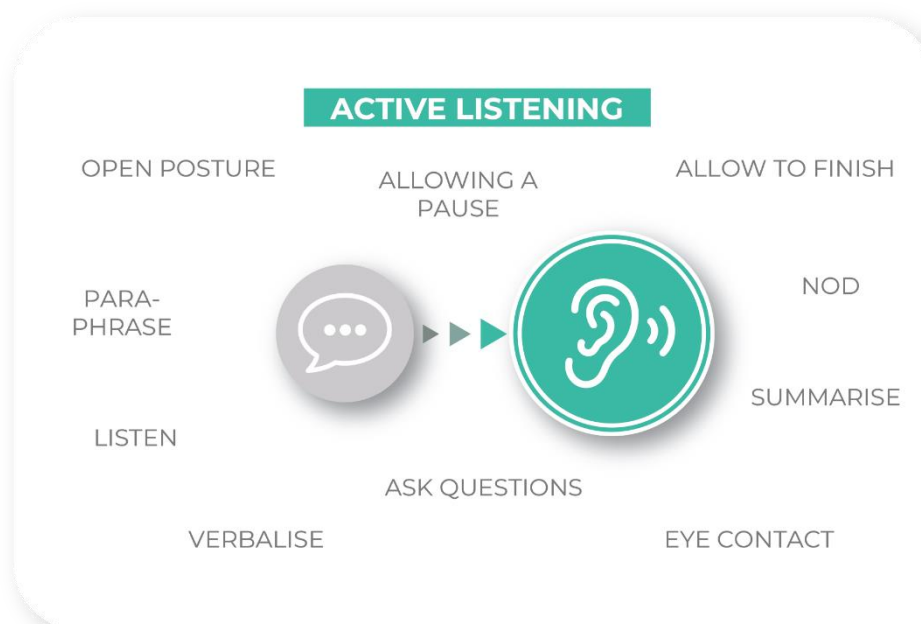 ACTIVE LISTENING
OPEN POSTURE
ALLOWING A
PAUSE
ALLOW TO FINISH
PARA-
PHRASE
NOD
SUMMARISE
LISTEN
ASK QUESTIONS
VERBALISE
EYE CONTACT